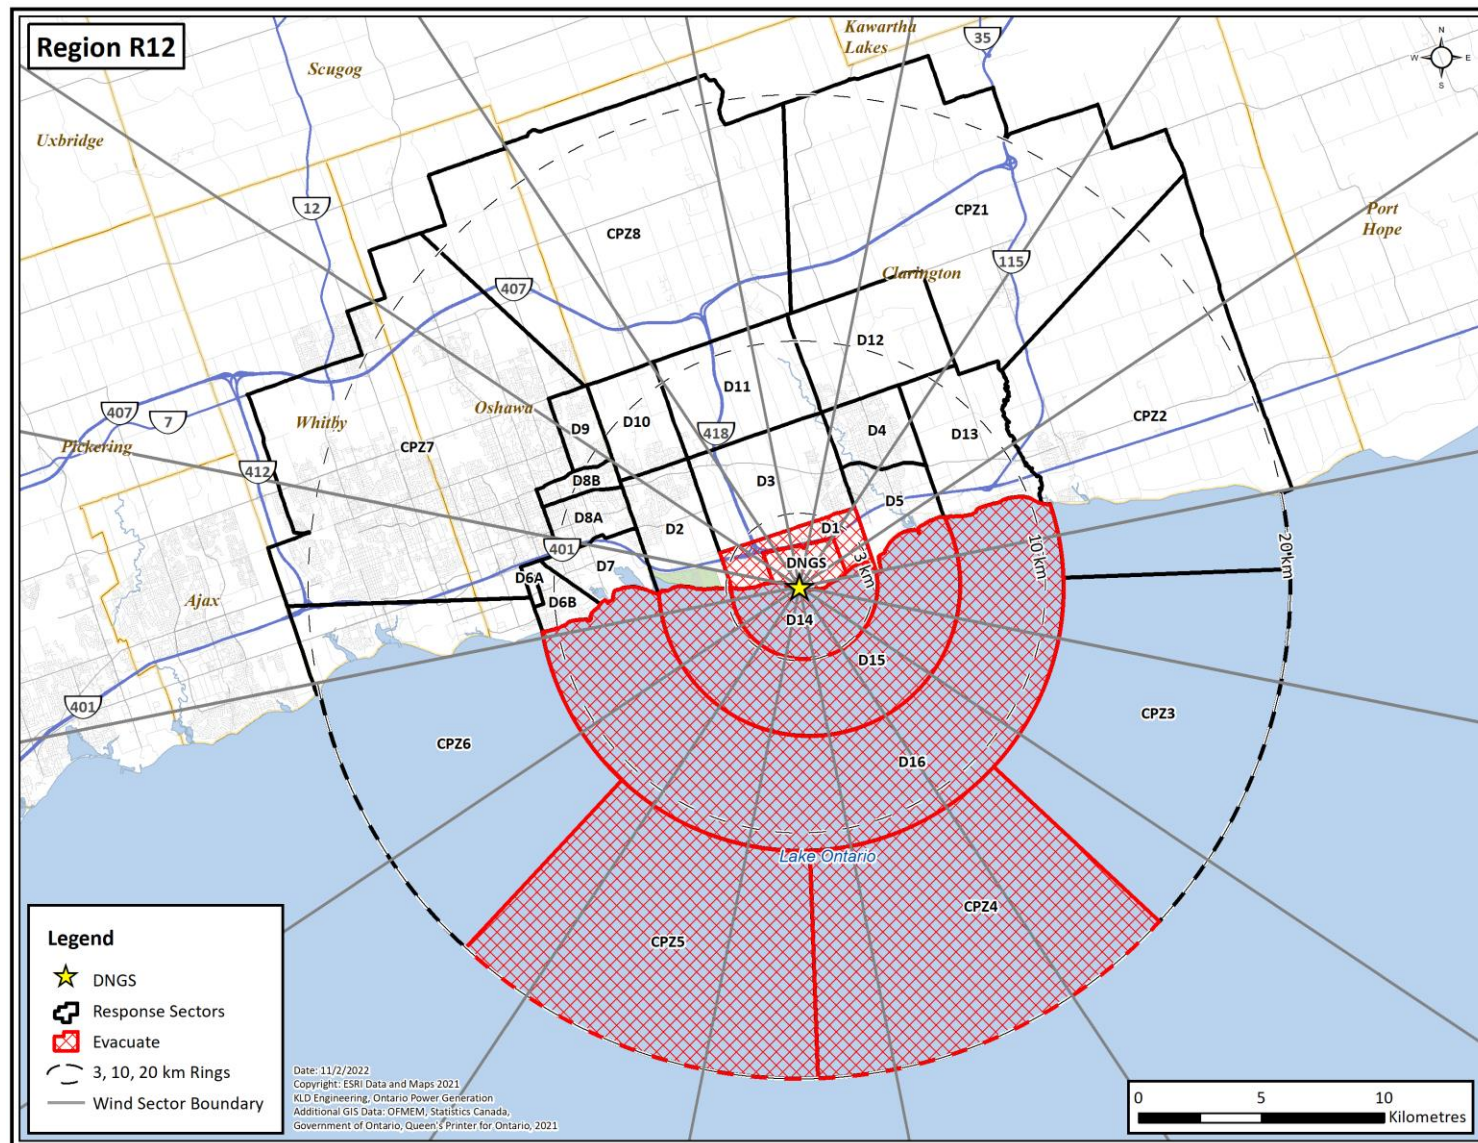 Region R12
Kawartha
Lakes
35
N
W
E
S
Scugog
Uxbridge
12
CPZ8
CPZ1
Port
Hope
115
Clarington
407
D12
D11
407
7
Whitby
Oshawa
D9
D10
418
D4
D13
CPZ2
Pickering
CPZ7
412
D8B
D3
D5
D8A
D2
D1
401
D7
DNGS
3 km
10 km
20 km
D6A
D6B
Ajax
D14
D15
401
CPZ6
CPZ3
D16
Lake Ontario
CPZ4
CPZ5
Legend
DNGS
Response Sectors
Evacuate
3, 10, 20 km Rings
Wind Sector Boundary
Date: 11/2/2022
Copyright: ESRI Data and Maps 2021
KLD Engineering, Ontario Power Generation
Additional GIS Data: OFMEM, Statistics Canada,
Government of Ontario, Queen's Printer for Ontario, 2021
0 5 10
Kilometres